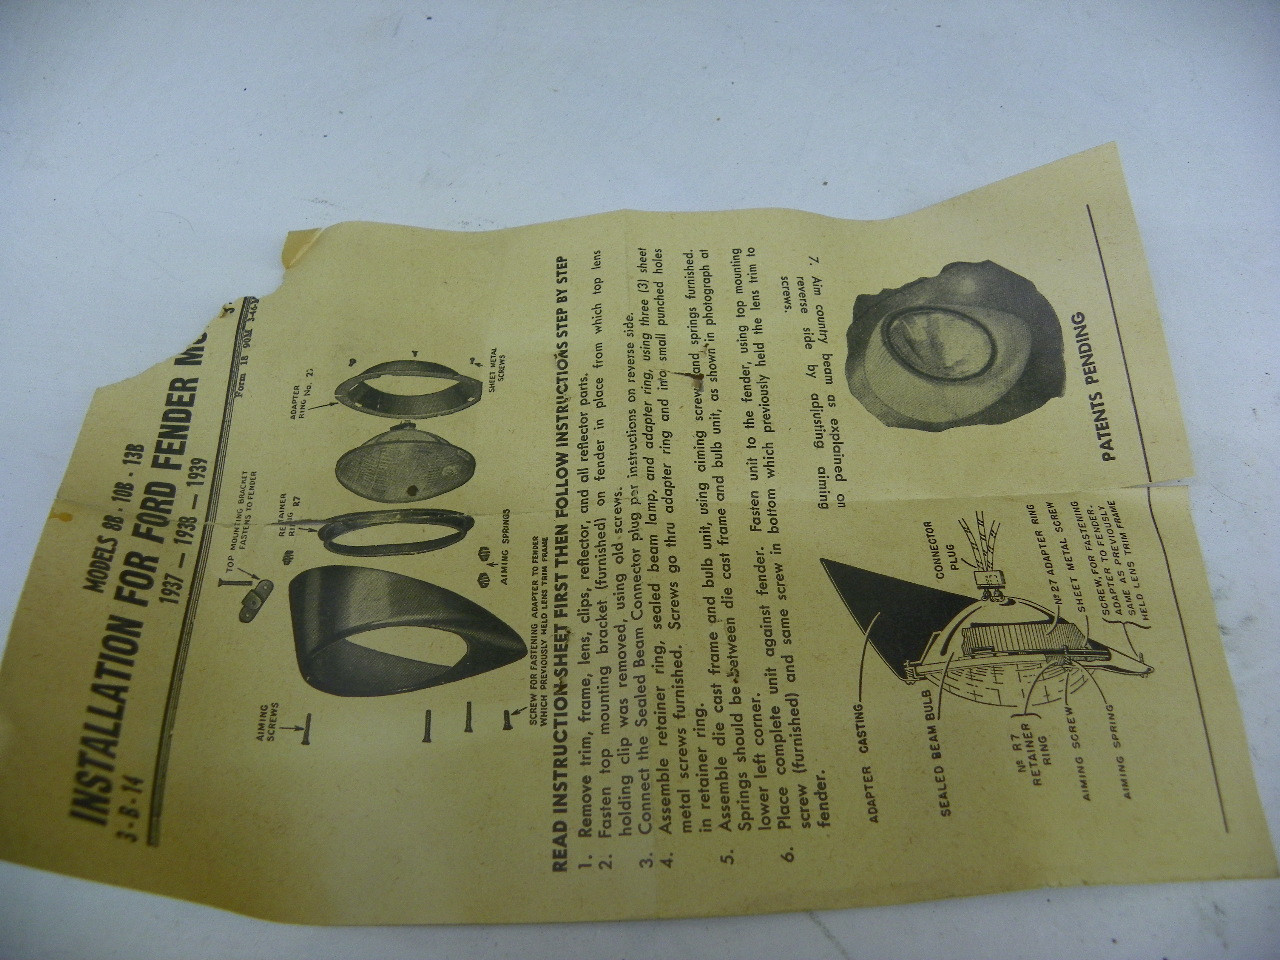 MODELS 8B - 10B - 13B
INSTALLATION FOR FORD FENDER
3-B-14
1937 — 1938 — 1939
Form 18 90M
TOP MOUNTING BRACKET
FASTENS TO FENDER
AIMING
SCREWS
RETAINER
RING R7
ADAPTER
RING No.
SHEET METAL
SCREWS
AIMING SPRINGS
SCREW FOR FASTENING ADAPTER TO FENDER
WHICH PREVIOUSLY HELD LENS TRIM FRAME
READ INSTRUCTION SHEET FIRST THEN FOLLOW INSTRUCTIONS STEP BY STEP
1. Remove trim, frame, lens, clips, reflector, and all reflector parts.
2. Fasten top mounting bracket (furnished) on fender in place from which top lens
holding clip was removed, using old screws.
3. Connect the Sealed Beam Connector plug per instructions on reverse side.
4. Assemble retainer ring, sealed beam lamp, and adapter ring, using three (3) sheet
metal screws furnished. Screws go thru adapter ring and into small punched holes
in retainer ring.
5. Assemble die cast frame and bulb unit, using aiming screws and springs furnished.
Springs should be between die cast frame and bulb unit, as shown in photograph at
lower left corner.
6. Place complete unit against fender. Fasten unit to the fender, using top mounting
screw (furnished) and same screw in bottom which previously held the lens trim to
fender.
7. Aim country beam as explained on
reverse side by adjusting aiming
screws.
ADAPTER CASTING
SEALED BEAM BULB
Nº R7
RETAINER
RING
AIMING SCREW
AIMING SPRING
CONNECTOR
PLUG
Nº 27 ADAPTER RING
SHEET METAL SCREW
SCREW, FOR FASTENING
ADAPTER TO FENDER.
SAME AS PREVIOUSLY
HELD LENS TRIM FRAME
PATENTS PENDING